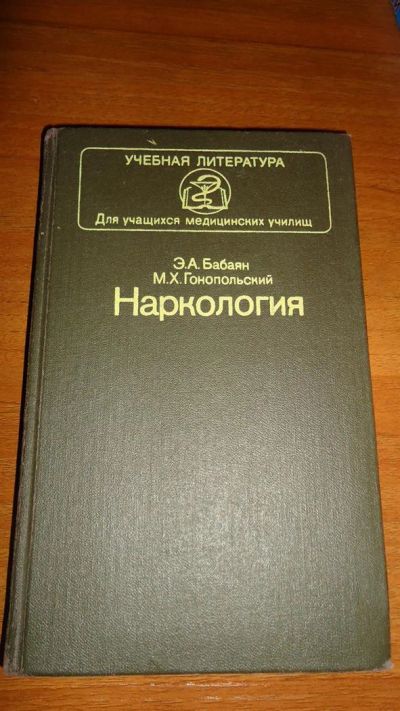 УЧЕБНАЯ ЛИТЕРАТУРА
Для учащихся медицинских училищ
Э.А. Бабаян
М.Х. Гонопольский
Наркология